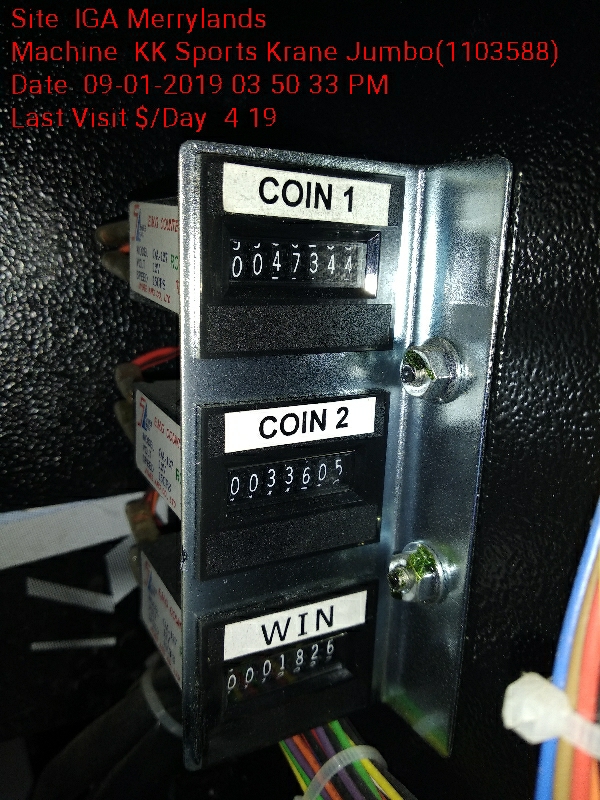 Site IGA Merrylands
Machine KK Sports Krane Jumbo(1103588)
Date 09-01-2019 03 50 33 PM
Last Visit $/Day 4 19
COIN 1
0047344
COIN 2
0033605
WIN
0001826